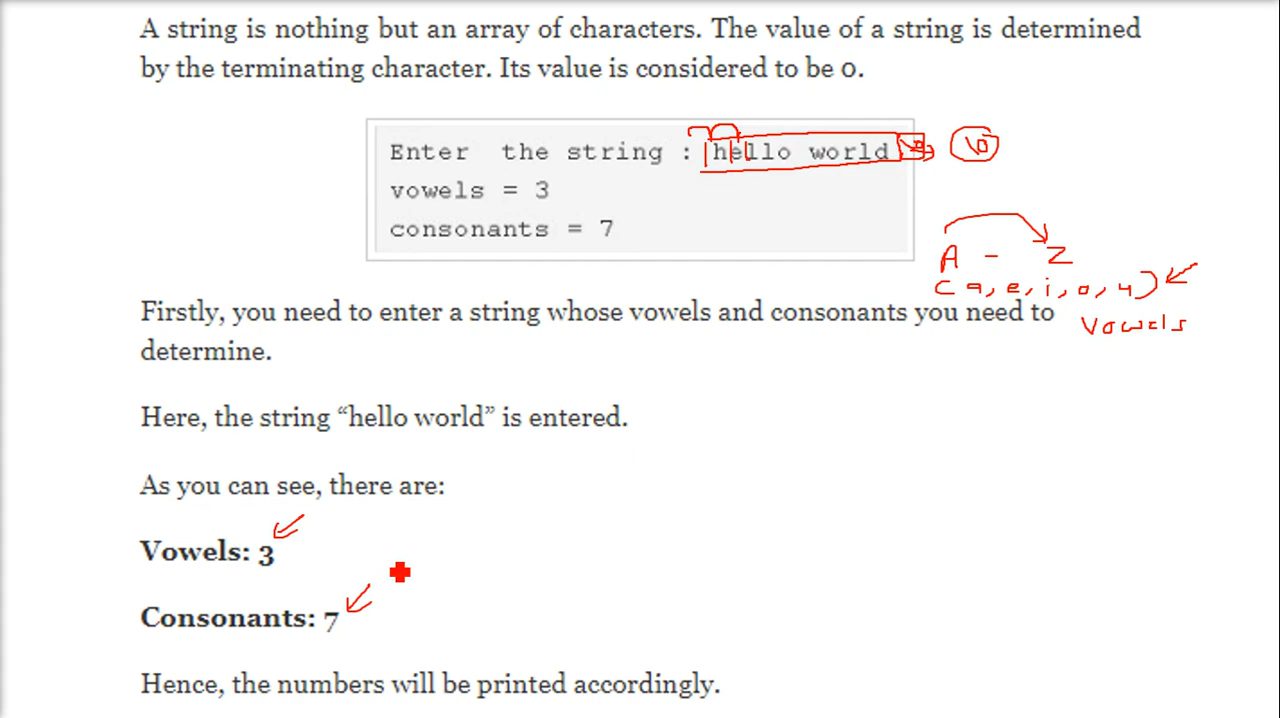 A string is nothing but an array of characters. The value of a string is determined
by the terminating character. Its value is considered to be 0.
Enter the string : hello world \0 \0
vowels = 3
consonants = 7
A - Z
(a, e, i, o, u)
Vowels
Firstly, you need to enter a string whose vowels and consonants you need to
determine.
Here, the string “hello world” is entered.
As you can see, there are:
Vowels: 3
Consonants: 7
Hence, the numbers will be printed accordingly.